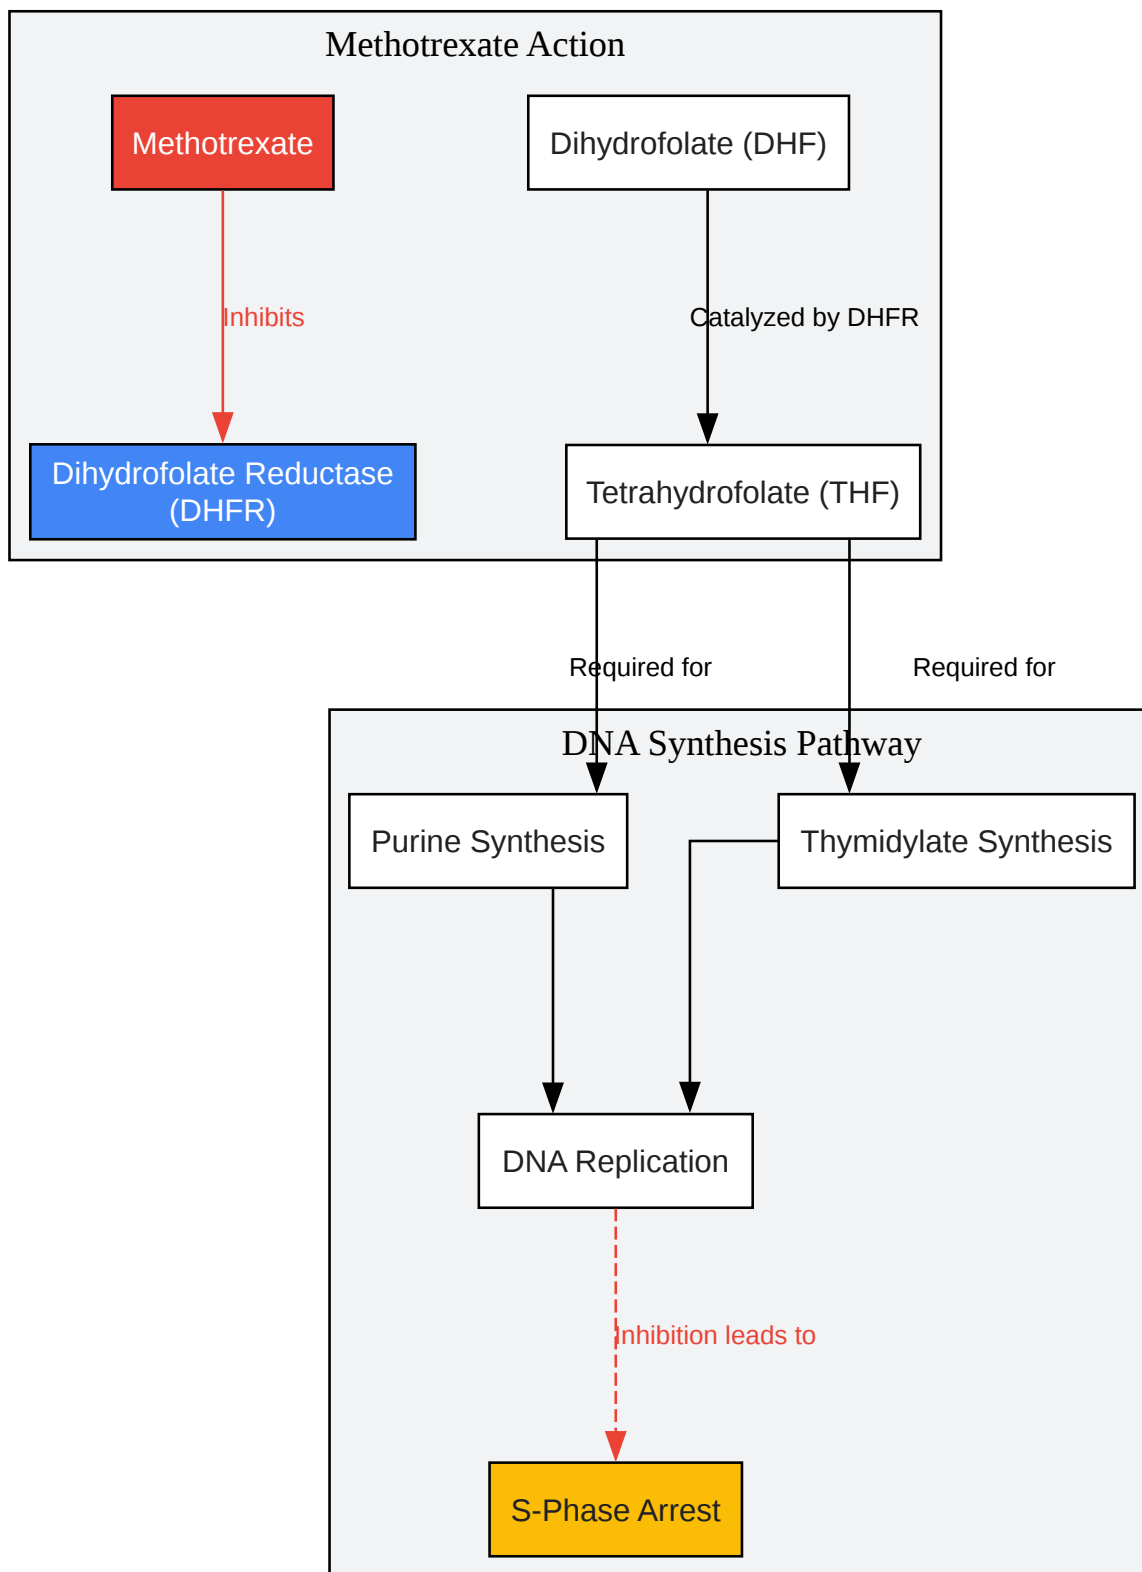 Methotrexate Action
Methotrexate
Dihydrofolate (DHF)
Inhibits
Catalyzed by DHFR
Dihydrofolate Reductase
(DHFR)
Tetrahydrofolate (THF)
Required for
Required for
DNA Synthesis Pathway
Purine Synthesis
Thymidylate Synthesis
DNA Replication
Inhibition leads to
S-Phase Arrest